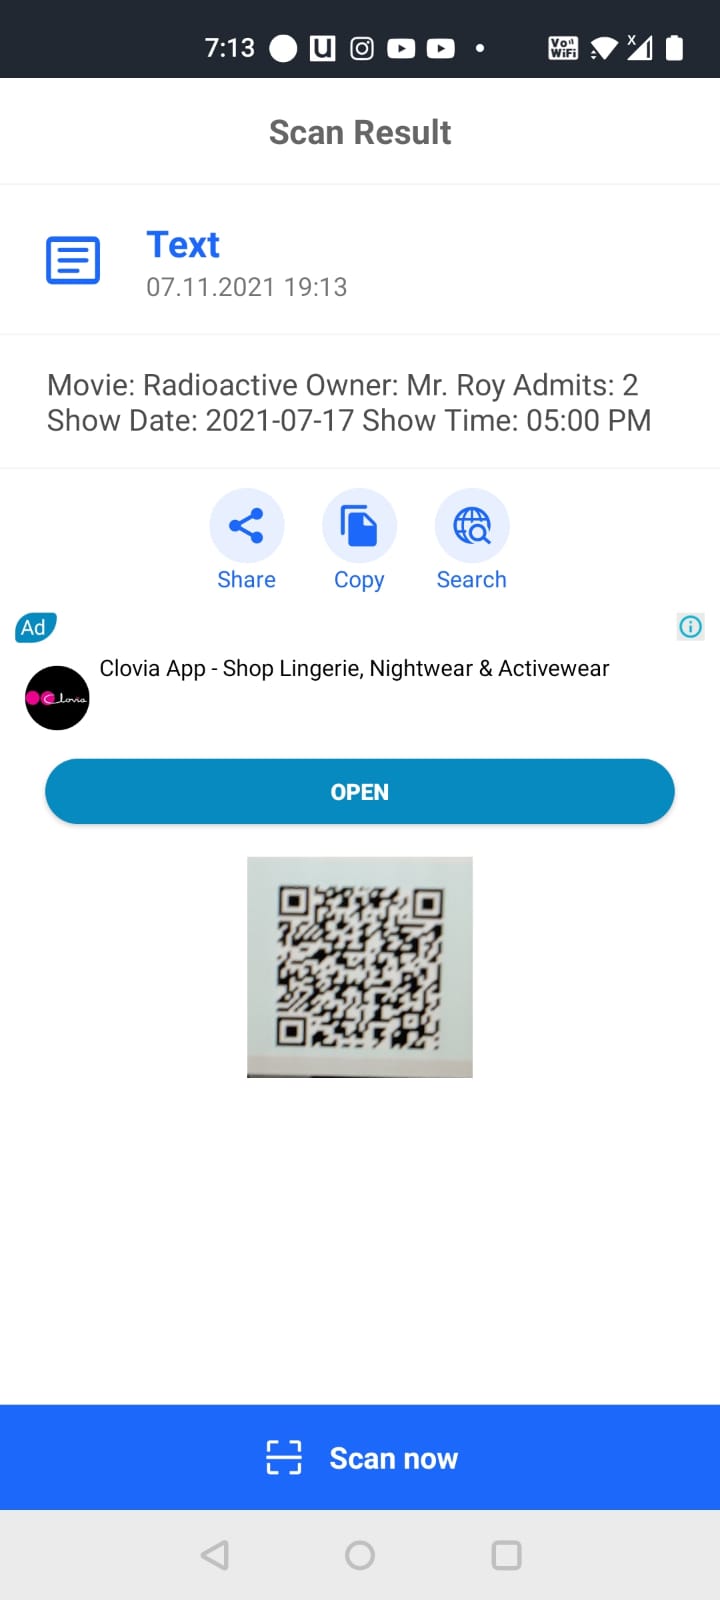 7:13
Vo)) WiFi
Scan Result
Text
07.11.2021 19:13
Movie: Radioactive Owner: Mr. Roy Admits: 2
Show Date: 2021-07-17 Show Time: 05:00 PM
Share Copy Search
Ad
Clovia App - Shop Lingerie, Nightwear & Activewear
Clovia
OPEN
Scan now